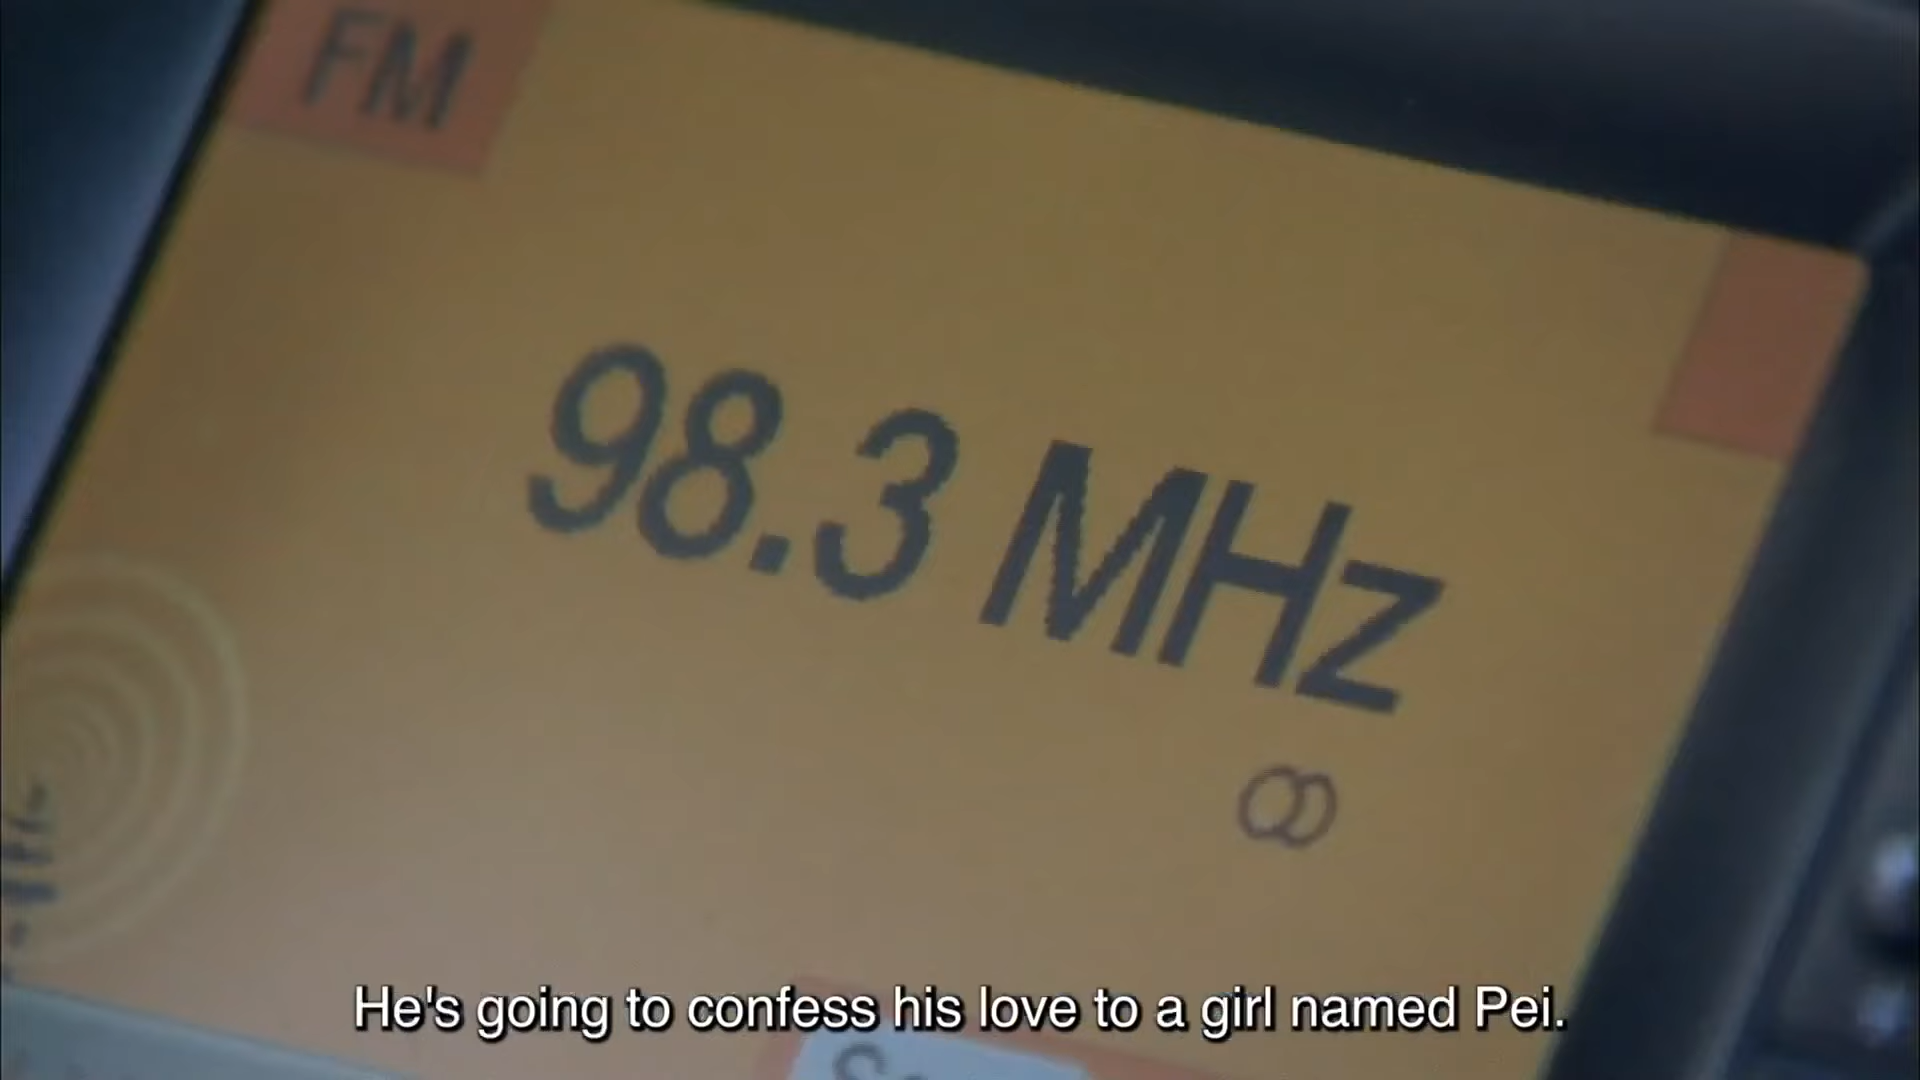 FM
98.3 MHz
He's going to confess his love to a girl named Pei.